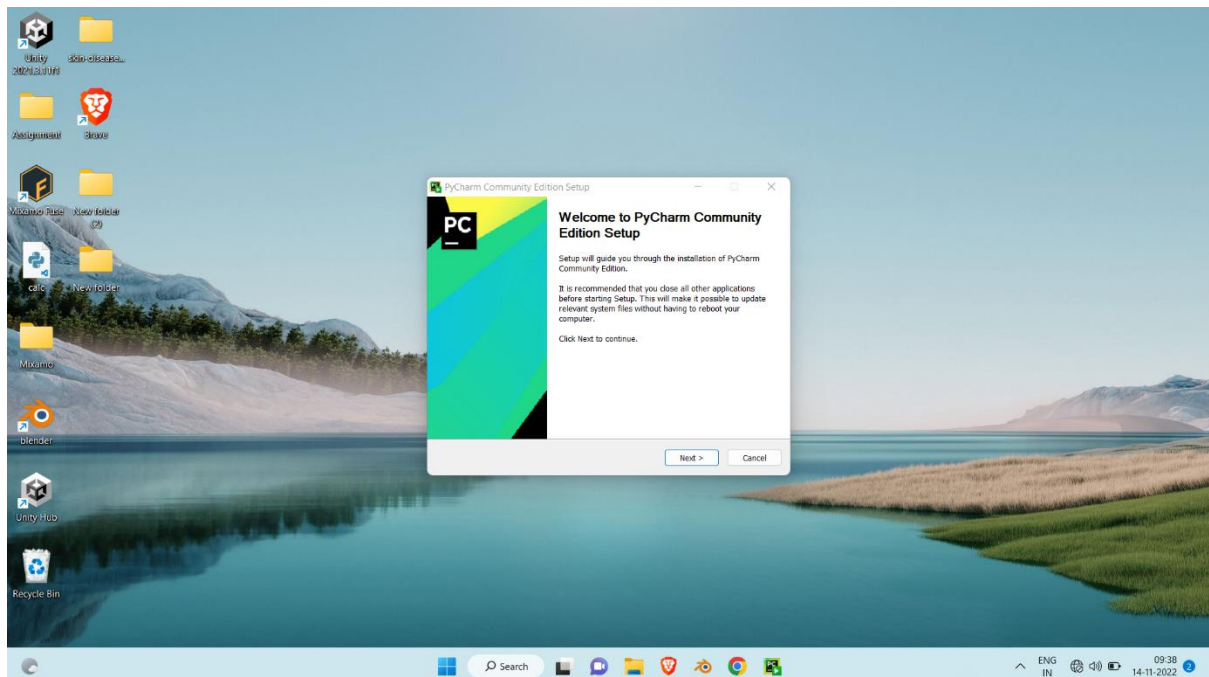 Unity
2021.3.11f1
skin-disease...
Assignment
Brave
Mixamo Fuse
New folder
(2)
calc
New folder
Mixamo
blender
Unity Hub
Recycle Bin
PyCharm Community Edition Setup
PC
Welcome to PyCharm Community
Edition Setup
Setup will guide you through the installation of PyCharm
Community Edition.
It is recommended that you close all other applications
before starting Setup. This will make it possible to update
relevant system files without having to reboot your
computer.
Click Next to continue.
Next >
Cancel
Search
ENG
IN
09:38
14-11-2022
2